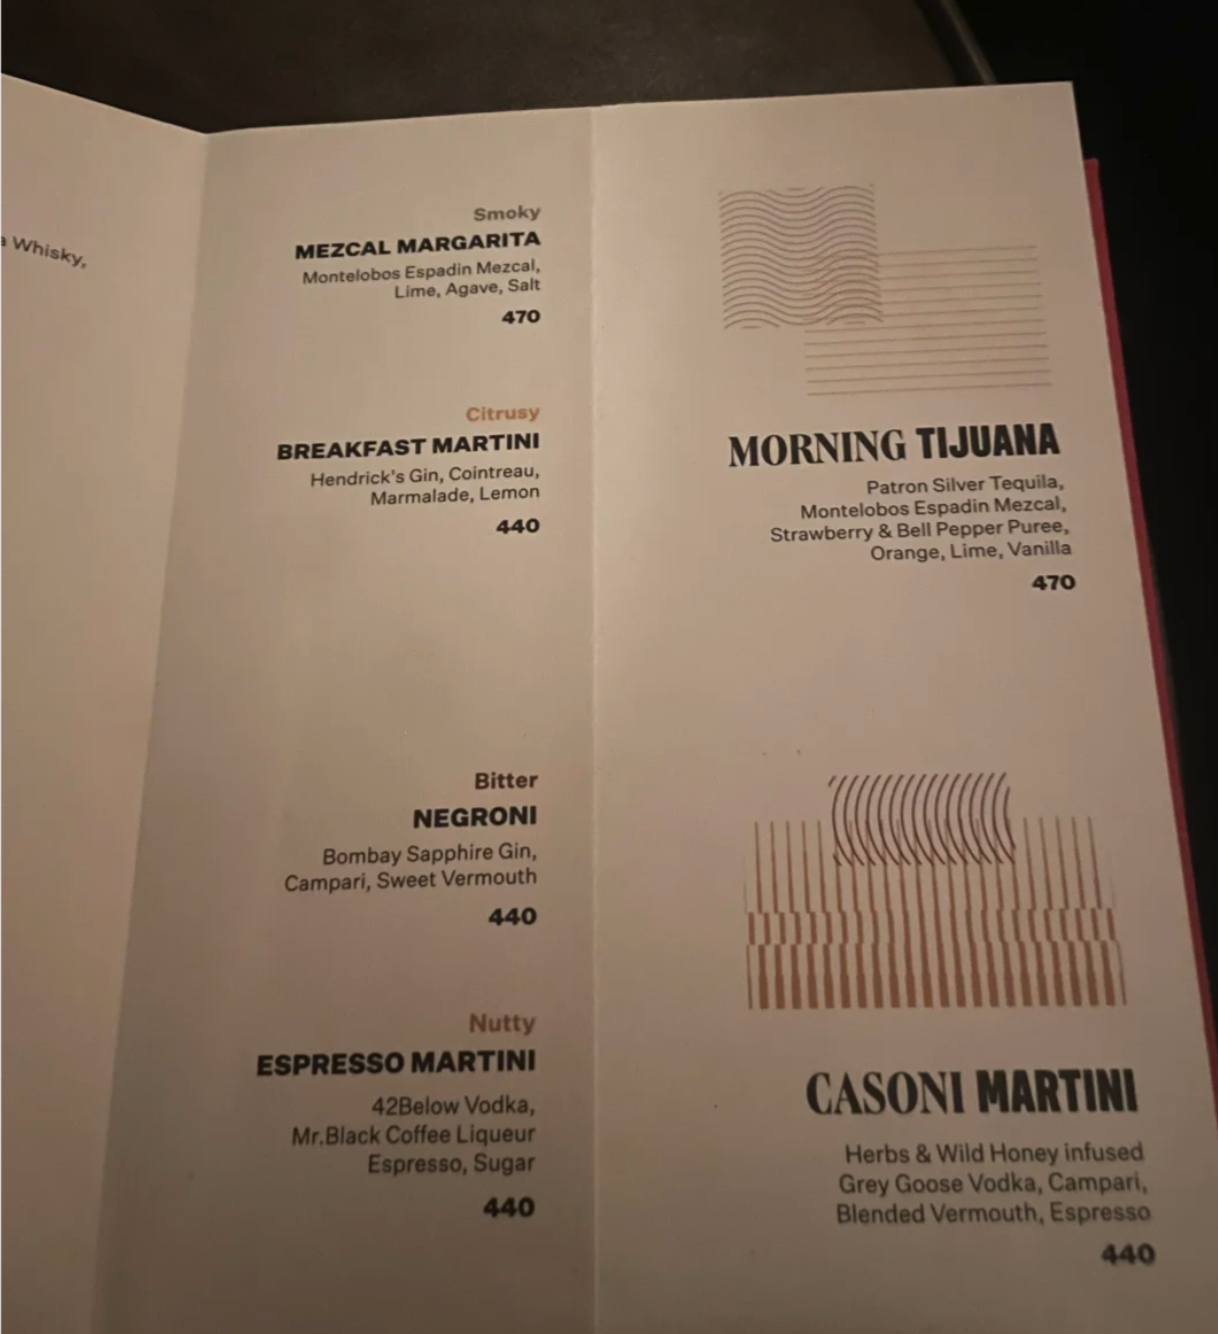 Whisky,
Smoky
MEZCAL MARGARITA
Montelobos Espadin Mezcal,
Lime, Agave, Salt
470
Citrusy
BREAKFAST MARTINI
Hendrick's Gin, Cointreau,
Marmalade, Lemon
440
Bitter
NEGRONI
Bombay Sapphire Gin,
Campari, Sweet Vermouth
440
Nutty
ESPRESSO MARTINI
42Below Vodka,
Mr.Black Coffee Liqueur
Espresso, Sugar
440
MORNING TIJUANA
Patron Silver Tequila,
Montelobos Espadin Mezcal,
Strawberry & Bell Pepper Puree,
Orange, Lime, Vanilla
470
CASONI MARTINI
Herbs & Wild Honey infused
Grey Goose Vodka, Campari,
Blended Vermouth, Espresso
440